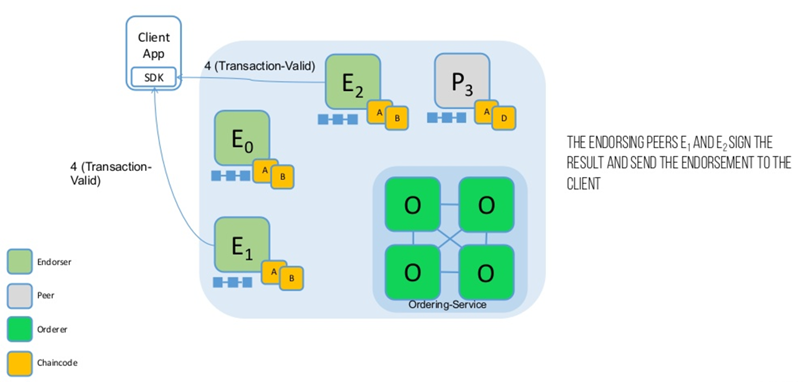 Client
App
SDK
4 (Transaction-Valid)
E2
A
B
P3
A
D
E0
A
B
4 (Transaction-
Valid)
E1
A
B
O
O
O
O
Ordering-Service
THE ENDORSING PEERS E1 AND E2 SIGN THE
RESULT AND SEND THE ENDORSEMENT TO THE
CLIENT
Endorser
Peer
Orderer
Chaincode